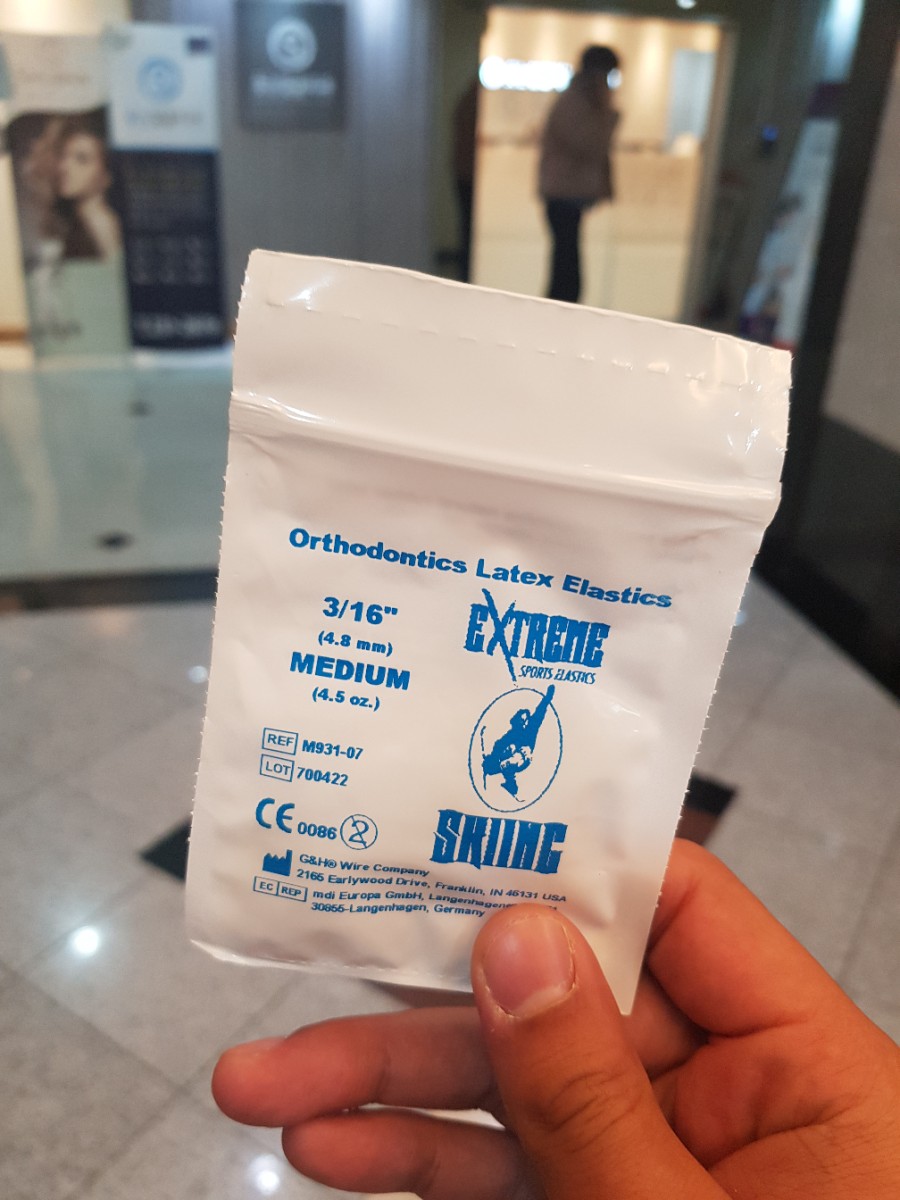 Orthodontics Latex Elastics
3/16"
(4.8 mm)
MEDIUM
(4.5 oz.)
EXTREME
SPORTS ELASTICS
SKIING
REF M931-07
LOT 700422
CE 0086 2
G&H® Wire Company
2165 Earlywood Drive, Franklin, IN 46131 USA
EC REP mdi Europa GmbH, Langenhagener
30855-Langenhagen, Germany